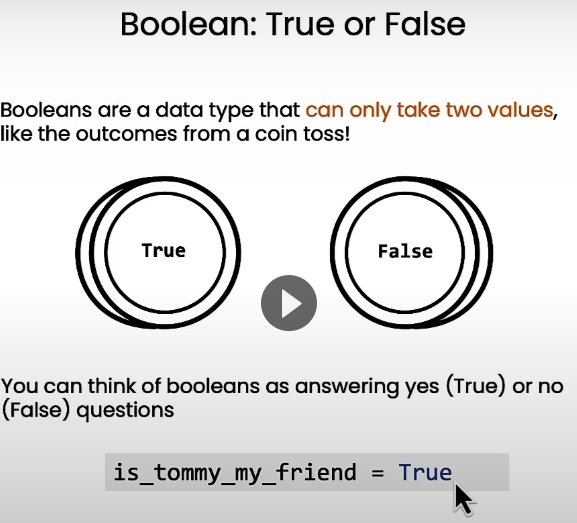 Boolean: True or False
Booleans are a data type that can only take two values,
like the outcomes from a coin toss!
True
False
You can think of booleans as answering yes (True) or no
(False) questions
is_tommy_my_friend = True